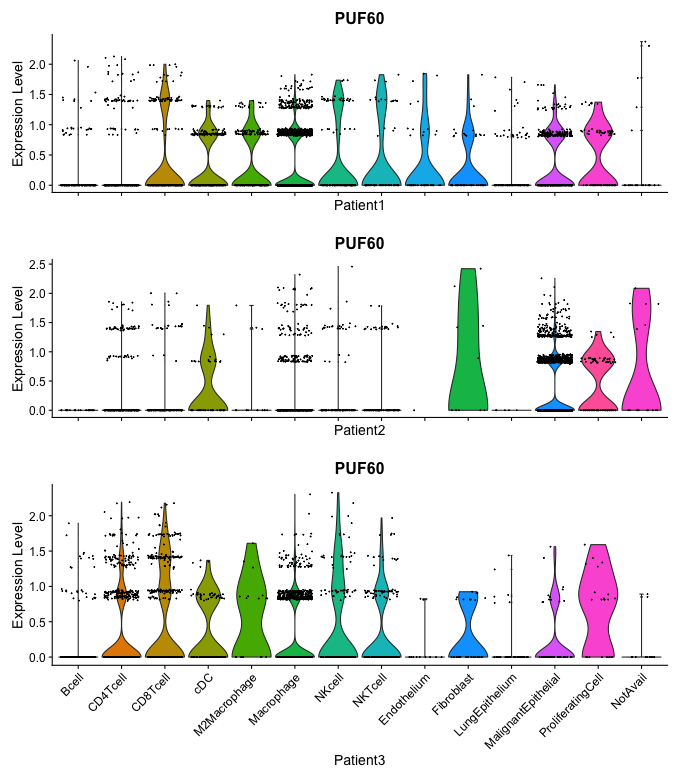 PUF60
Expression Level
2.0
1.5
1.0
0.5
0.0
Patient1
PUF60
Expression Level
2.5
2.0
1.5
1.0
0.5
0.0
Patient2
PUF60
Expression Level
2.0
1.5
1.0
0.5
0.0
Bcell
CD4Tcell
CD8Tcell
cDC
M2Macrophage
Macrophage
NKcell
NKTcell
Endothelium
Fibroblast
LungEpithelium
MalignantEpithelial
ProliferatingCell
NotAvail
Patient3